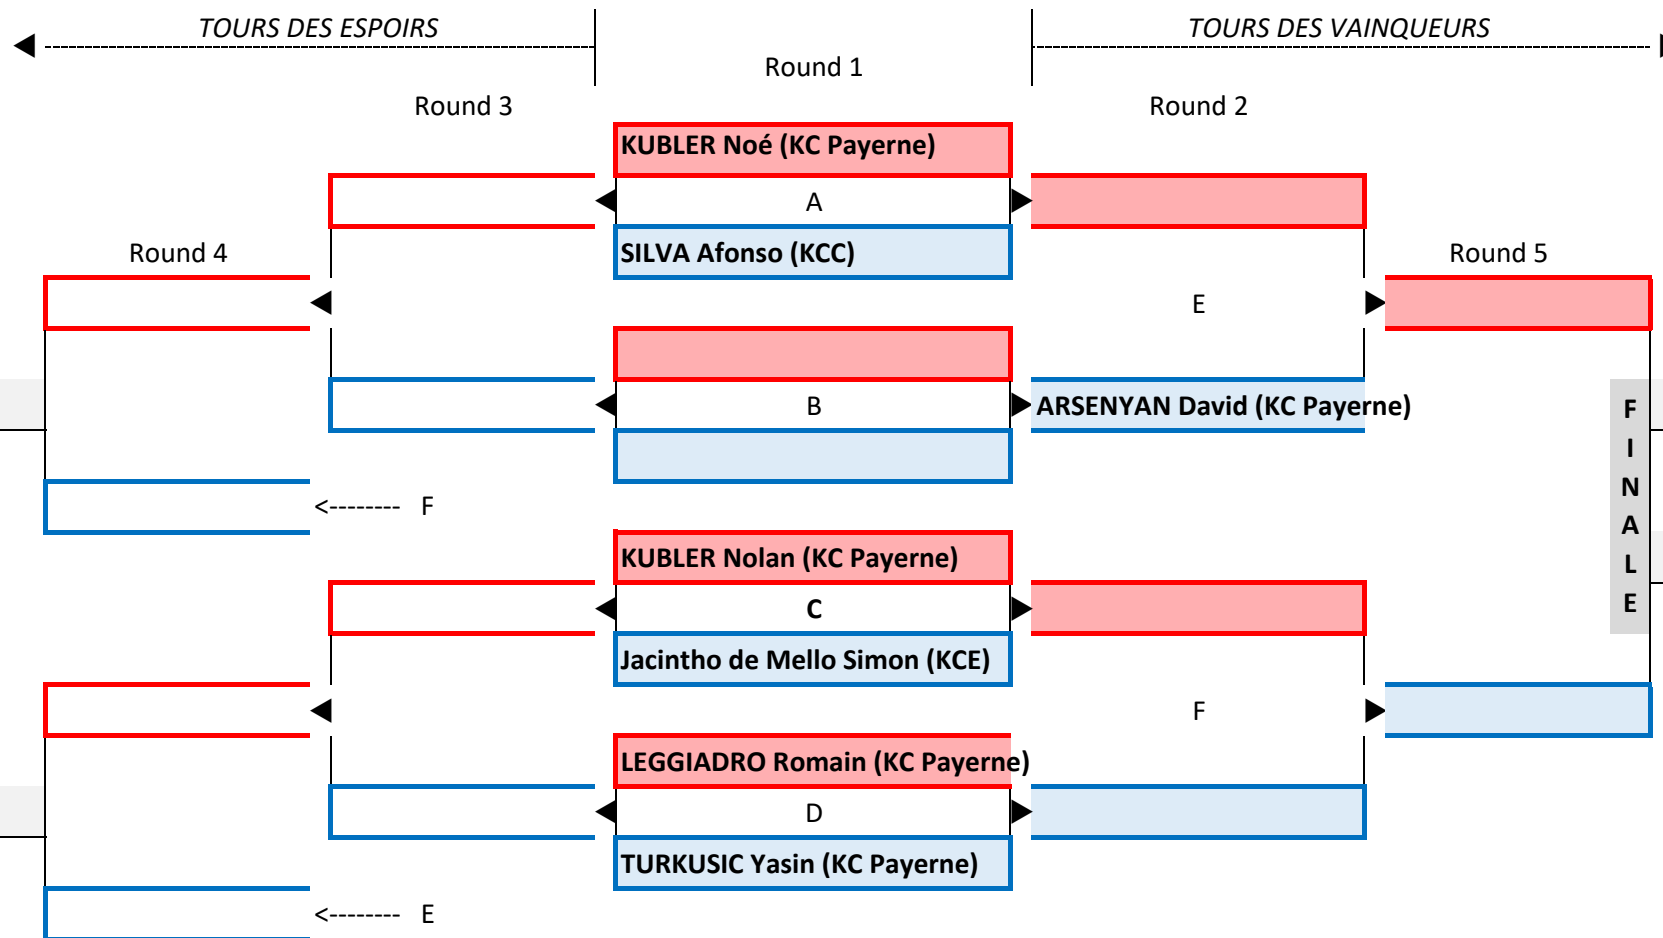 TOURS DES ESPOIRS
TOURS DES VAINQUEURS
Round 1
Round 3
Round 2
KUBLER Noé (KC Payerne)
A
SILVA Afonso (KCC)
Round 4
Round 5
E
B
ARSENYAN David (KC Payerne)
F
I
N
A
L
E
<-------- F
KUBLER Nolan (KC Payerne)
C
Jacintho de Mello Simon (KCE)
F
LEGGIADRO Romain (KC Payerne)
D
TURKUSIC Yasin (KC Payerne)
<-------- E